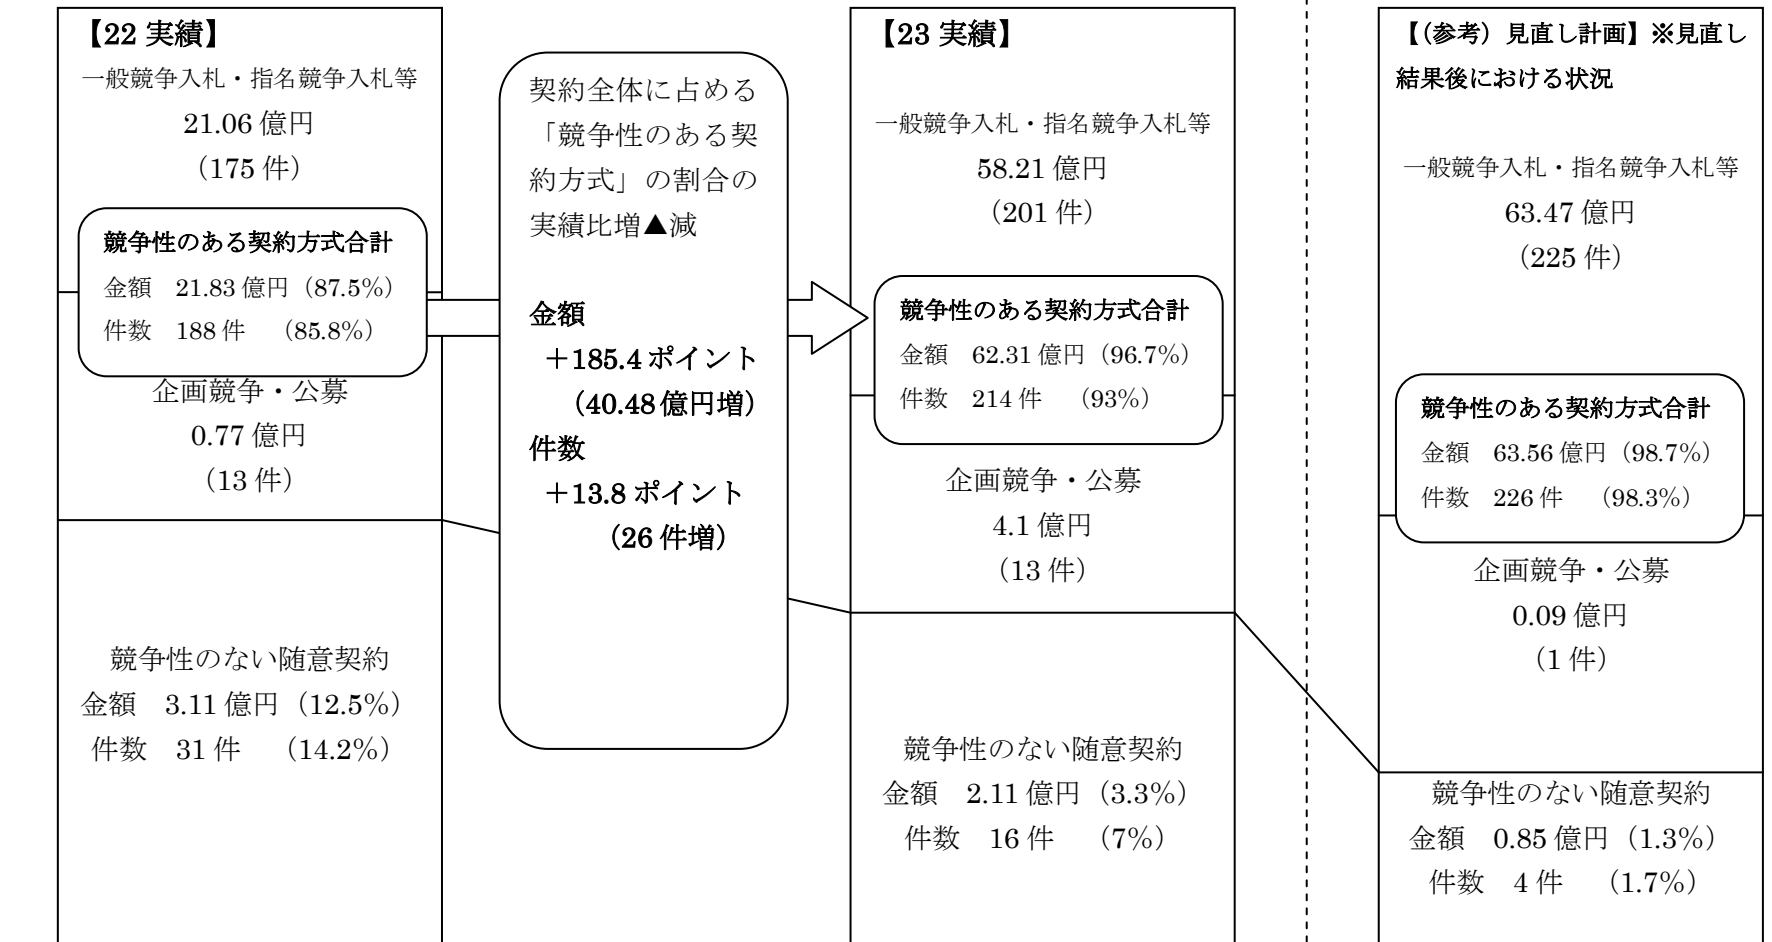 【22 実績】
一般競争入札・指名競争入札等
21.06 億円
（175 件）
競争性のある契約方式合計
金額　21.83 億円（87.5%）
件数　188 件　（85.8%）
企画競争・公募
0.77 億円
（13 件）
競争性のない随意契約
金額　3.11 億円（12.5%）
件数　31 件　（14.2%）
契約全体に占める
「競争性のある契
約方式」の割合の
実績比増▲減
金額
＋185.4 ポイント
（40.48 億円増）
件数
＋13.8 ポイント
（26 件増）
【23 実績】
一般競争入札・指名競争入札等
58.21 億円
（201 件）
競争性のある契約方式合計
金額　62.31 億円（96.7%）
件数　214 件　（93%）
企画競争・公募
4.1 億円
（13 件）
競争性のない随意契約
金額　2.11 億円（3.3%）
件数　16 件　（7%）
【（参考）見直し計画】※見直し
結果後における状況
一般競争入札・指名競争入札等
63.47 億円
（225 件）
競争性のある契約方式合計
金額　63.56 億円（98.7%）
件数　226 件　（98.3%）
企画競争・公募
0.09 億円
（1 件）
競争性のない随意契約
金額　0.85 億円（1.3%）
件数　4 件　（1.7%）